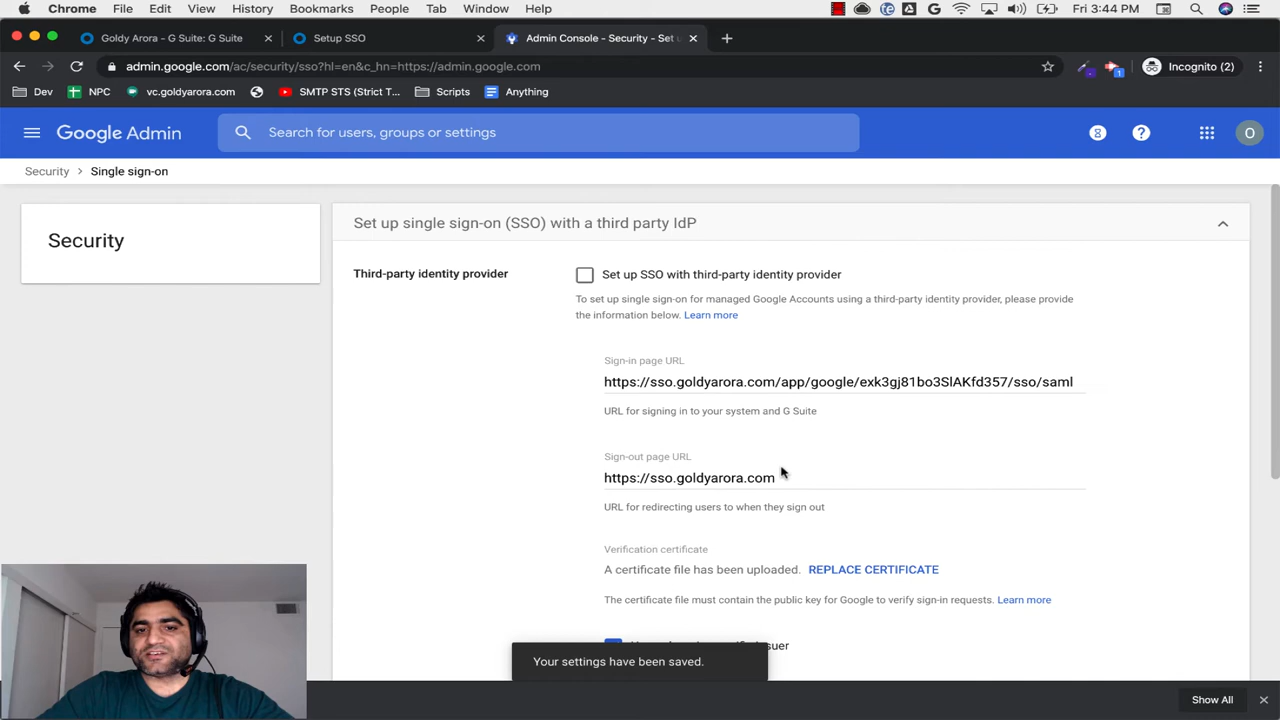 Chrome File Edit View History Bookmarks People Tab Window Help Fri 3:44 PM
Goldy Arora - G Suite: G Suite Setup SSO Admin Console - Security - Set
admin.google.com/ac/security/sso?hl=en&c_hn=https://admin.google.com Incognito (2)
Dev NPC vc.goldyarora.com SMTP STS (Strict T... Scripts Anything
Google Admin Search for users, groups or settings O
Security > Single sign-on
Security
Set up single sign-on (SSO) with a third party IdP
Third-party identity provider
Set up SSO with third-party identity provider
To set up single sign-on for managed Google Accounts using a third-party identity provider, please provide
the information below. Learn more
Sign-in page URL
https://sso.goldyarora.com/app/google/exk3gj81bo3SlAKfd357/sso/saml
URL for signing in to your system and G Suite
Sign-out page URL
https://sso.goldyarora.com
URL for redirecting users to when they sign out
Verification certificate
A certificate file has been uploaded. REPLACE CERTIFICATE
The certificate file must contain the public key for Google to verify sign-in requests. Learn more
Your settings have been saved.
Show All